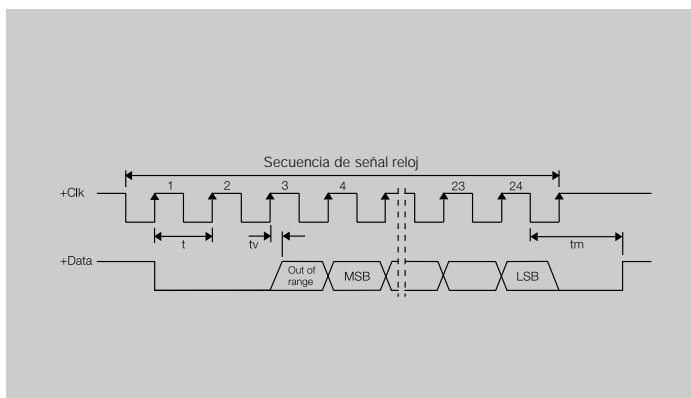 Secuencia de señal reloj
+Clk
1 2 3 4 23 24
t tv tm
+Data
Out of
range
MSB LSB